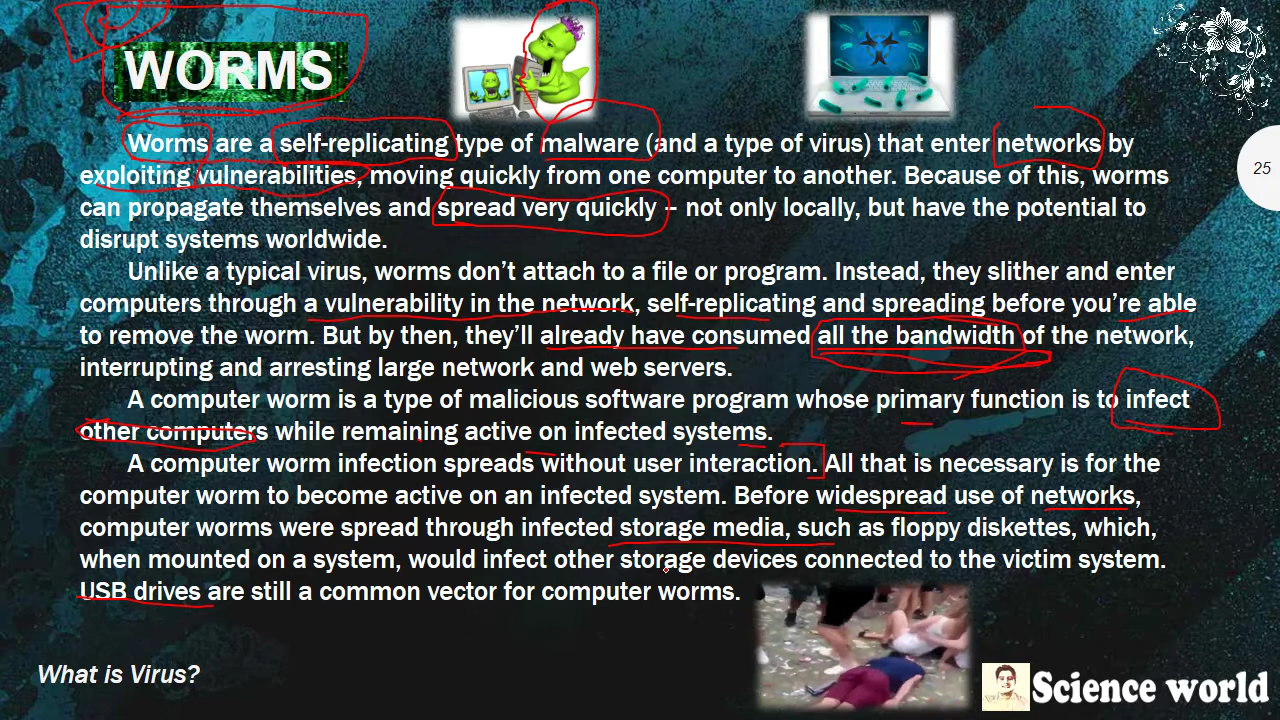 WORMS
Worms are a self-replicating type of malware (and a type of virus) that enter networks by
exploiting vulnerabilities, moving quickly from one computer to another. Because of this, worms
can propagate themselves and spread very quickly – not only locally, but have the potential to
disrupt systems worldwide.
25
Unlike a typical virus, worms don't attach to a file or program. Instead, they slither and enter
computers through a vulnerability in the network, self-replicating and spreading before you're able
to remove the worm. But by then, they'll already have consumed all the bandwidth of the network,
interrupting and arresting large network and web servers.
A computer worm is a type of malicious software program whose primary function is to infect
other computers while remaining active on infected systems.
A computer worm infection spreads without user interaction. All that is necessary is for the
computer worm to become active on an infected system. Before widespread use of networks,
computer worms were spread through infected storage media, such as floppy diskettes, which,
when mounted on a system, would infect other storage devices connected to the victim system.
USB drives are still a common vector for computer worms.
What is Virus?
Science world